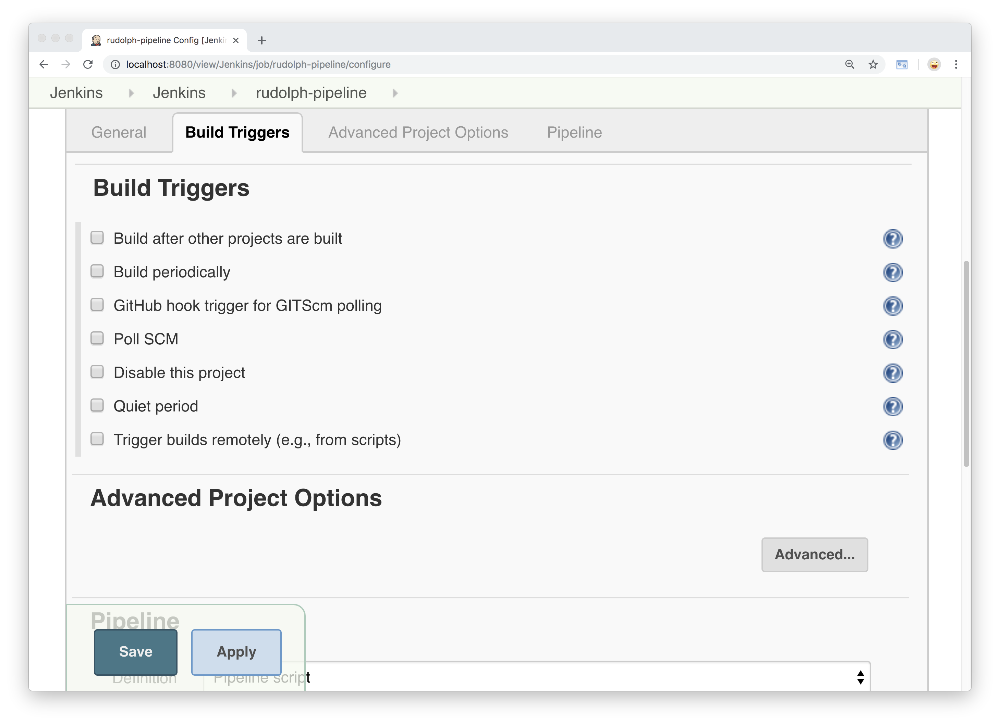 rudolph-pipeline Config [Jenki
localhost:8080/view/Jenkins/job/rudolph-pipeline/configure
Jenkins Jenkins rudolph-pipeline
General Build Triggers Advanced Project Options Pipeline
Build Triggers
Build after other projects are built
Build periodically
GitHub hook trigger for GITScm polling
Poll SCM
Disable this project
Quiet period
Trigger builds remotely (e.g., from scripts)
Advanced Project Options
Advanced...
Pipeline
Save Apply
Definition Pipeline script